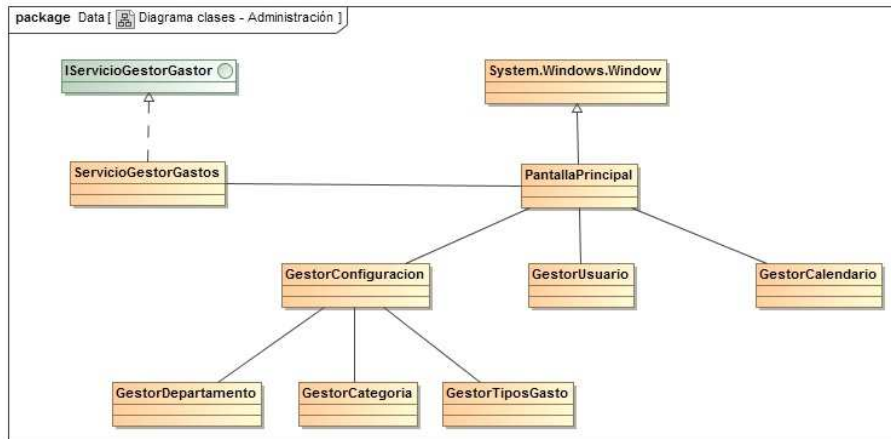 package Data [ Diagrama clases - Administración ]
IServicioGestorGastor
System.Windows.Window
ServicioGestorGastos
PantallaPrincipal
GestorConfiguracion
GestorUsuario
GestorCalendario
GestorDepartamento
GestorCategoria
GestorTiposGasto